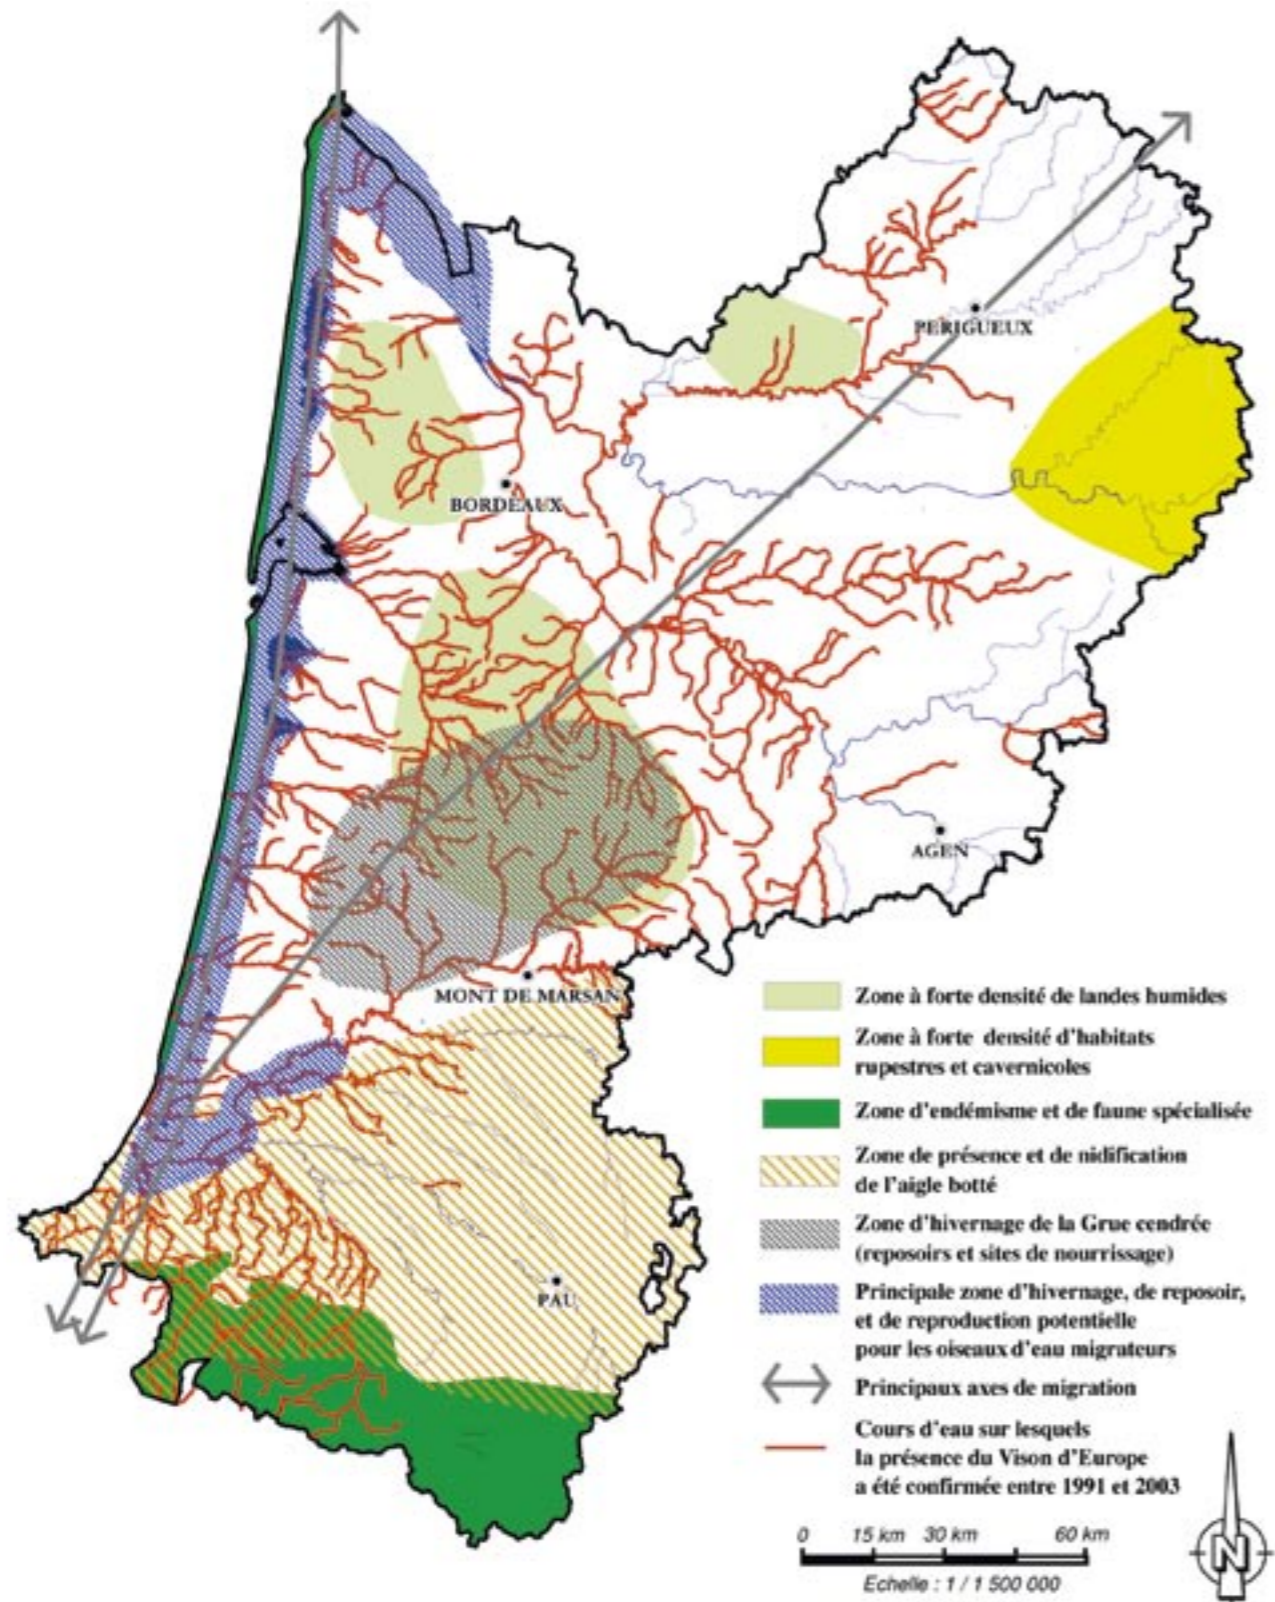 PERIGUEUX
BORDEAUX
AGEN
MONT DE MARSAN
PAU
Zone à forte densité de landes humides
Zone à forte densité d'habitats
rupestres et cavernicoles
Zone d'endémisme et de faune spécialisée
Zone de présence et de nidification
de l'aigle botté
Zone d'hivernage de la Grue cendrée
(reposoirs et sites de nourrissage)
Principale zone d'hivernage, de reposoir,
et de reproduction potentielle
pour les oiseaux d'eau migrateurs
Principaux axes de migration
Cours d'eau sur lesquels
la présence du Vison d'Europe
a été confirmée entre 1991 et 2003
0 15 km 30 km 60 km
Echelle : 1 / 1 500 000
N